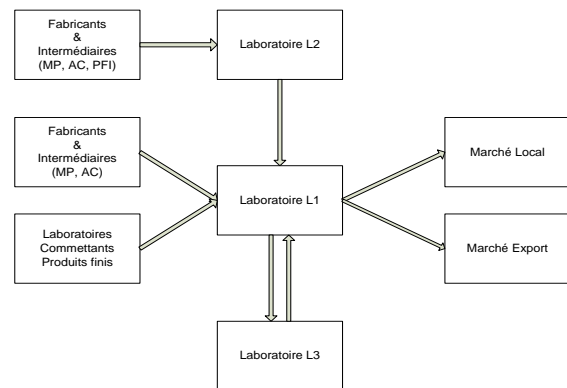 Fabricants
&
Intermédiaires
(MP, AC, PFI)
Laboratoire L2
Fabricants
&
Intermédiaires
(MP, AC)
Laboratoire L1
Marché Local
Laboratoires
Commettants
Produits finis
Marché Export
Laboratoire L3